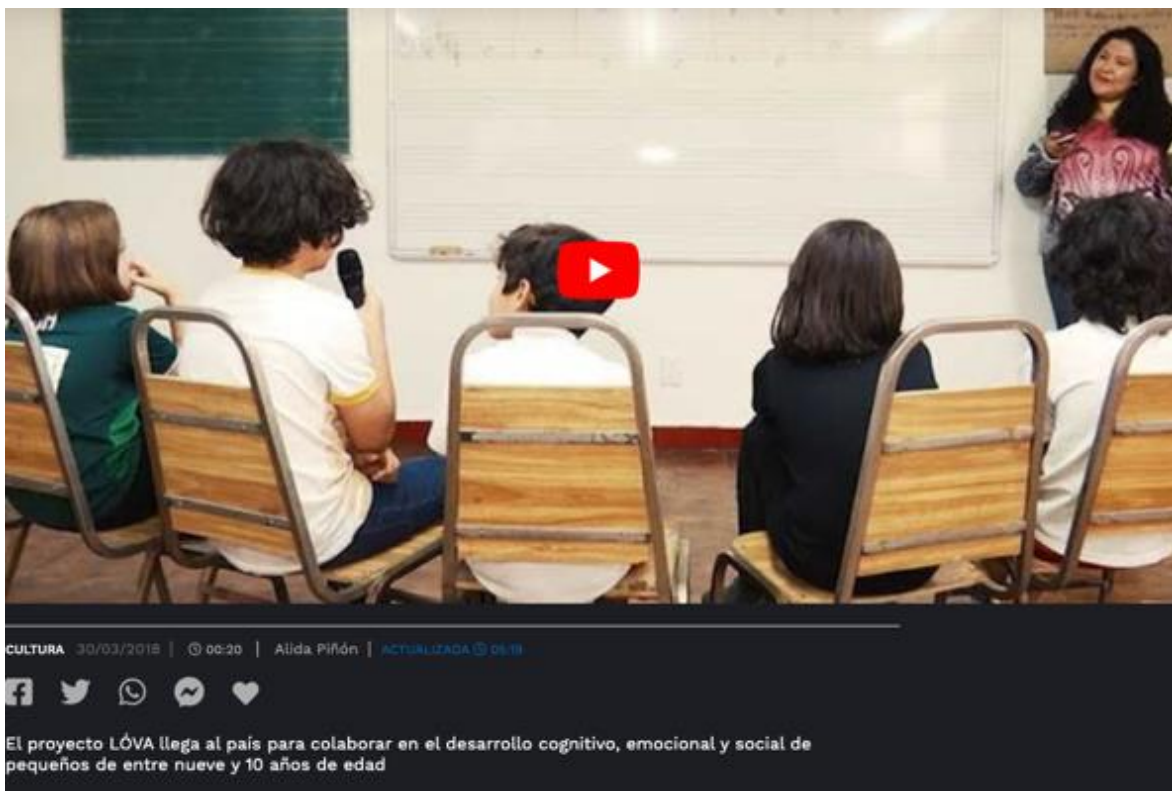 CULTURA 30/03/2018 | 00:20 | Alida Piñón | ACTUALIZADA 05:19
El proyecto LÓVA llega al país para colaborar en el desarrollo cognitivo, emocional y social de
pequeños de entre nueve y 10 años de edad